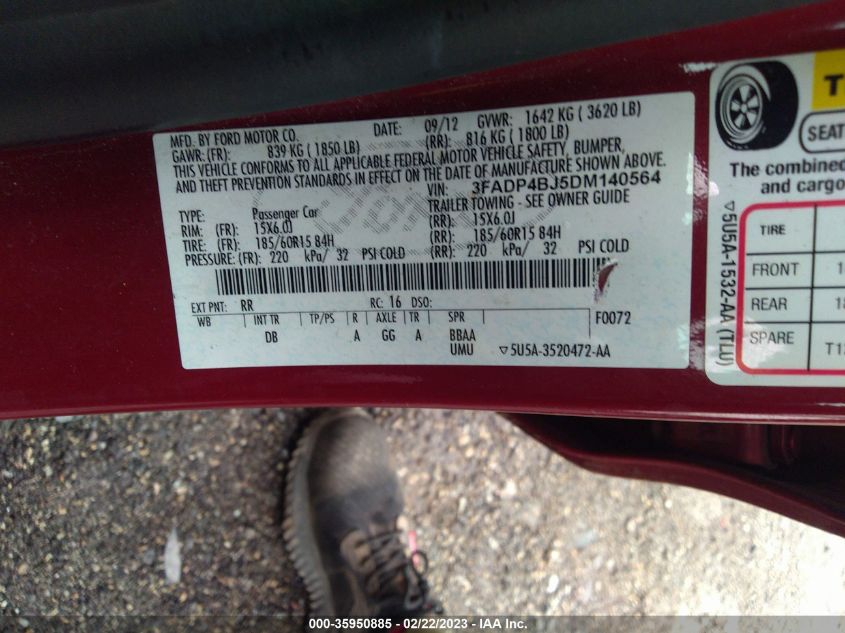 MFD. BY FORD MOTOR CO.
DATE: 09/12 GVWR: 1642 KG ( 3620 LB)
GAWR: (FR): 839 KG ( 1850 LB) (RR): 816 KG ( 1800 LB)
THIS VEHICLE CONFORMS TO ALL APPLICABLE FEDERAL MOTOR VEHICLE SAFETY, BUMPER,
AND THEFT PREVENTION STANDARDS IN EFFECT ON THE DATE OF MANUFACTURE SHOWN ABOVE.
VIN: 3FADP4BJ5DM140564
TRAILER TOWING - SEE OWNER GUIDE
TYPE: Passenger Car
RIM: (FR): 15X6.0J (RR): 15X6.0J
TIRE: (FR): 185/60R15 84H (RR): 185/60R15 84H
PRESSURE: (FR): 220 kPa/ 32 PSI COLD (RR): 220 kPa/ 32 PSI COLD
EXT PNT: RR RC: 16 DSO:
WB INT TR TP/PS R AXLE TR SPR F0072
DB A GG A BBAA
UMU ▽5U5A-3520472-AA
T
SEAT
The combined
and cargo
▽5U5A-1532-AA (TLU)
TIRE
FRONT 1
REAR 18
SPARE T1
000-35950885 - 02/22/2023 - IAA Inc.